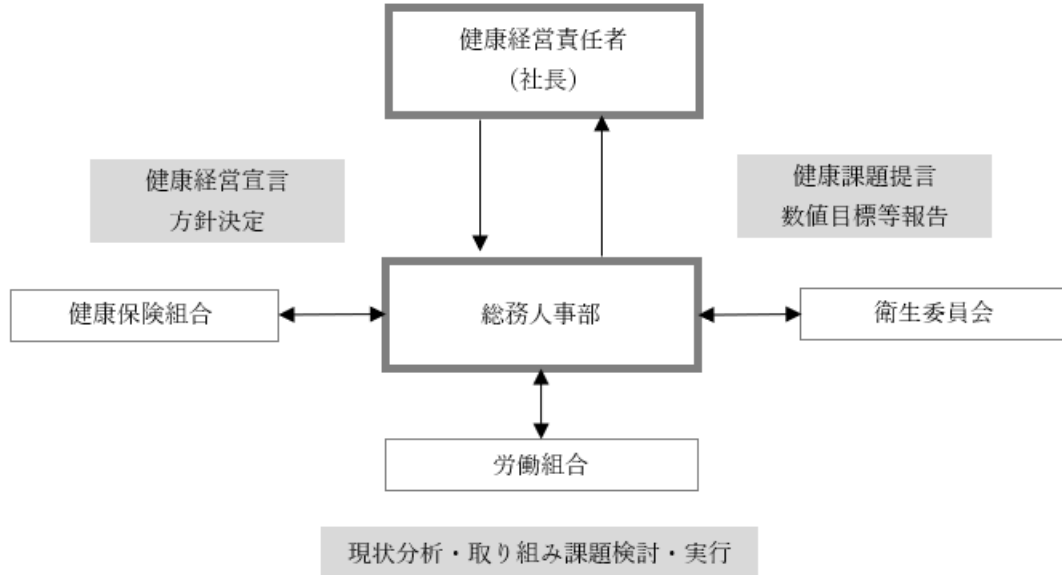 健康経営責任者
（社長）
健康経営宣言
方針決定
健康課題提言
数値目標等報告
健康保険組合
総務人事部
衛生委員会
労働組合
現状分析・取り組み課題検討・実行